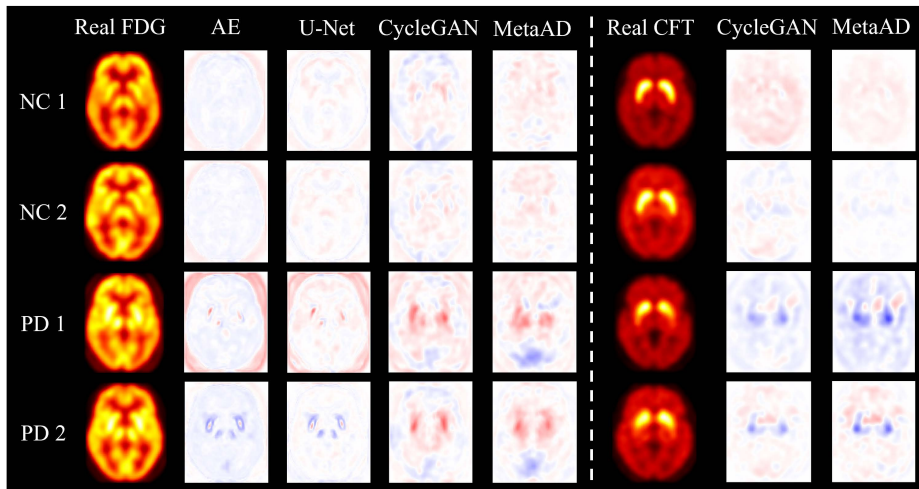 Real FDG AE U-Net CycleGAN MetaAD Real CFT CycleGAN MetaAD
NC 1
NC 2
PD 1
PD 2